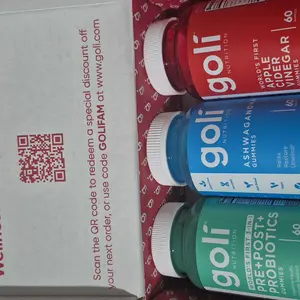 Scan the QR code to redeem a special discount off
your next order, or use code GOLIFAM at www.goli.com
goli
NUTRITION
WORLD'S FIRST
APPLE
CIDER
VINEGAR
GUMMIES
60
goli
NUTRITION
ASHWAGANDHA
GUMMIES
60
goli
NUTRITION
PRE+POST+
PROBIOTICS
GUMMIES
60